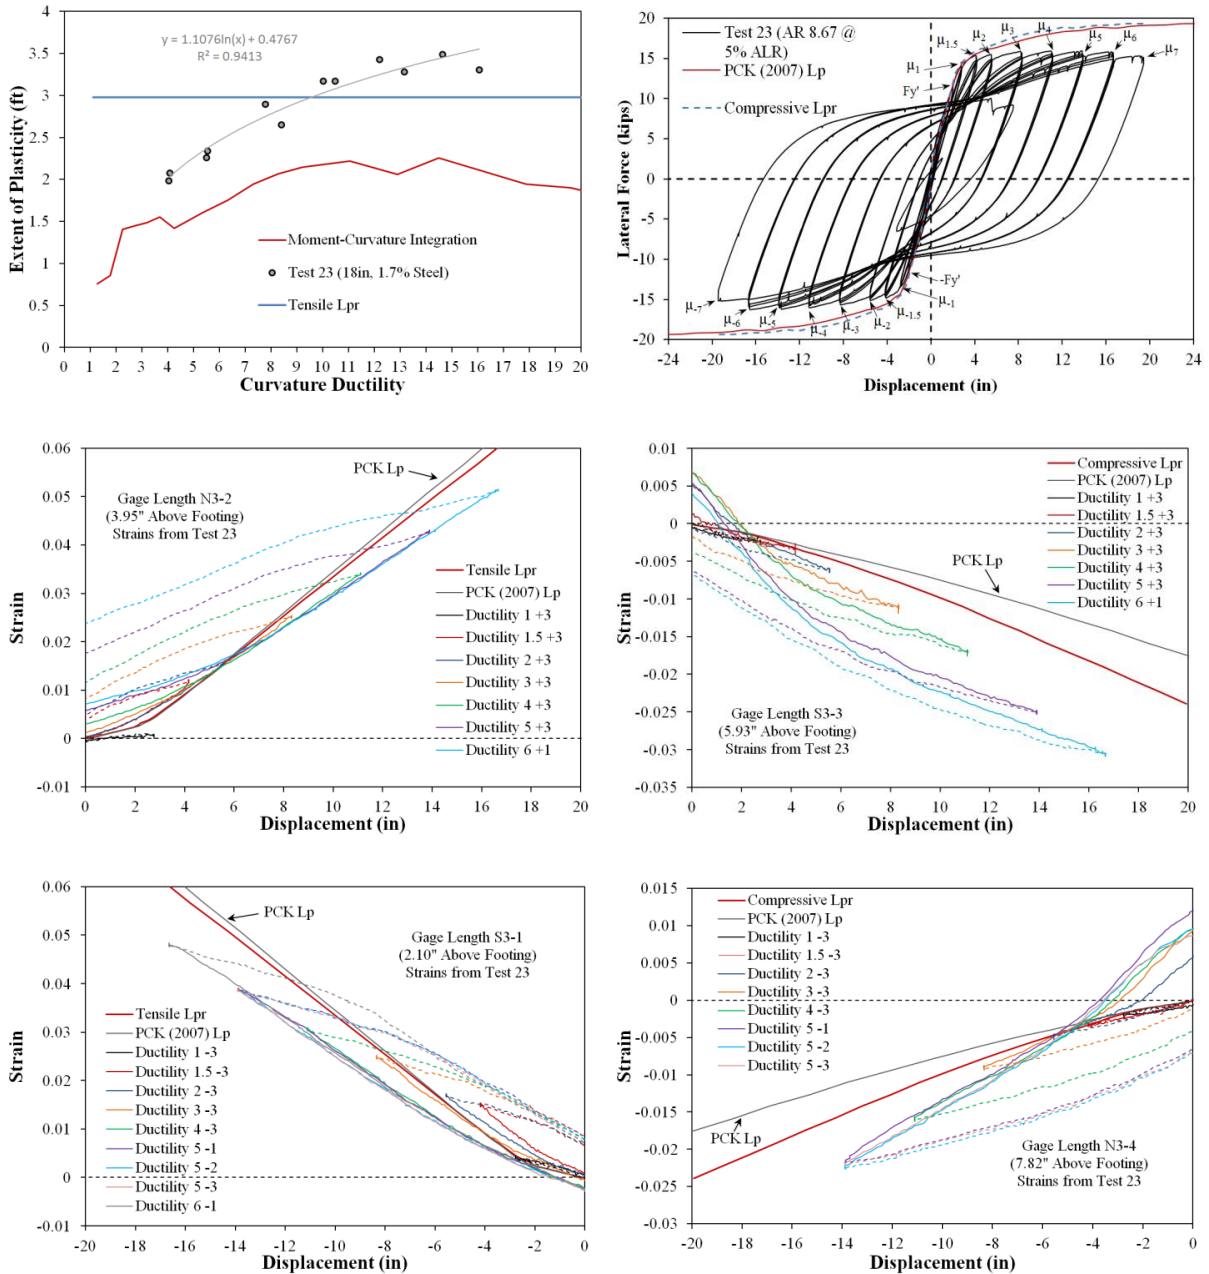 4
3.5
3
2.5
2
1.5
1
0.5
0
Extent of Plasticity (ft)
y = 1.1076ln(x) + 0.4767
R² = 0.9413
Moment-Curvature Integration
Test 23 (18in, 1.7% Steel)
Tensile Lpr
0 1 2 3 4 5 6 7 8 9 10 11 12 13 14 15 16 17 18 19 20
Curvature Ductility
20
15
10
5
0
-5
-10
-15
-20
Lateral Force (kips)
Test 23 (AR 8.67 @
5% ALR)
PCK (2007) Lp
Compressive Lpr
μ1.5
μ2
μ3
μ4
μ5
μ6
μ7
μ1
Fy'
-Fy'
μ-1
μ-1.5
μ-2
μ-3
μ-4
μ-5
μ-6
μ-7
-24 -20 -16 -12 -8 -4 0 4 8 12 16 20 24
Displacement (in)
0.06
0.05
0.04
0.03
0.02
0.01
0
-0.01
Strain
PCK Lp
Gage Length N3-2
(3.95" Above Footing)
Strains from Test 23
Tensile Lpr
PCK (2007) Lp
Ductility 1 +3
Ductility 1.5 +3
Ductility 2 +3
Ductility 3 +3
Ductility 4 +3
Ductility 5 +3
Ductility 6 +1
0 2 4 6 8 10 12 14 16 18 20
Displacement (in)
0.01
0.005
0
-0.005
-0.01
-0.015
-0.02
-0.025
-0.03
-0.035
Strain
Compressive Lpr
PCK (2007) Lp
Ductility 1 +3
Ductility 1.5 +3
Ductility 2 +3
Ductility 3 +3
Ductility 4 +3
Ductility 5 +3
Ductility 6 +1
PCK Lp
Gage Length S3-3
(5.93" Above Footing)
Strains from Test 23
0 2 4 6 8 10 12 14 16 18 20
Displacement (in)
0.06
0.05
0.04
0.03
0.02
0.01
0
-0.01
Strain
PCK Lp
Gage Length S3-1
(2.10" Above Footing)
Strains from Test 23
Tensile Lpr
PCK (2007) Lp
Ductility 1 -3
Ductility 1.5 -3
Ductility 2 -3
Ductility 3 -3
Ductility 4 -3
Ductility 5 -1
Ductility 5 -2
Ductility 5 -3
Ductility 6 -1
-20 -18 -16 -14 -12 -10 -8 -6 -4 -2 0
Displacement (in)
0.015
0.01
0.005
0
-0.005
-0.01
-0.015
-0.02
-0.025
-0.03
Strain
Compressive Lpr
PCK (2007) Lp
Ductility 1 -3
Ductility 1.5 -3
Ductility 2 -3
Ductility 3 -3
Ductility 4 -3
Ductility 5 -1
Ductility 5 -2
Ductility 5 -3
PCK Lp
Gage Length N3-4
(7.82" Above Footing)
Strains from Test 23
-20 -18 -16 -14 -12 -10 -8 -6 -4 -2 0
Displacement (in)